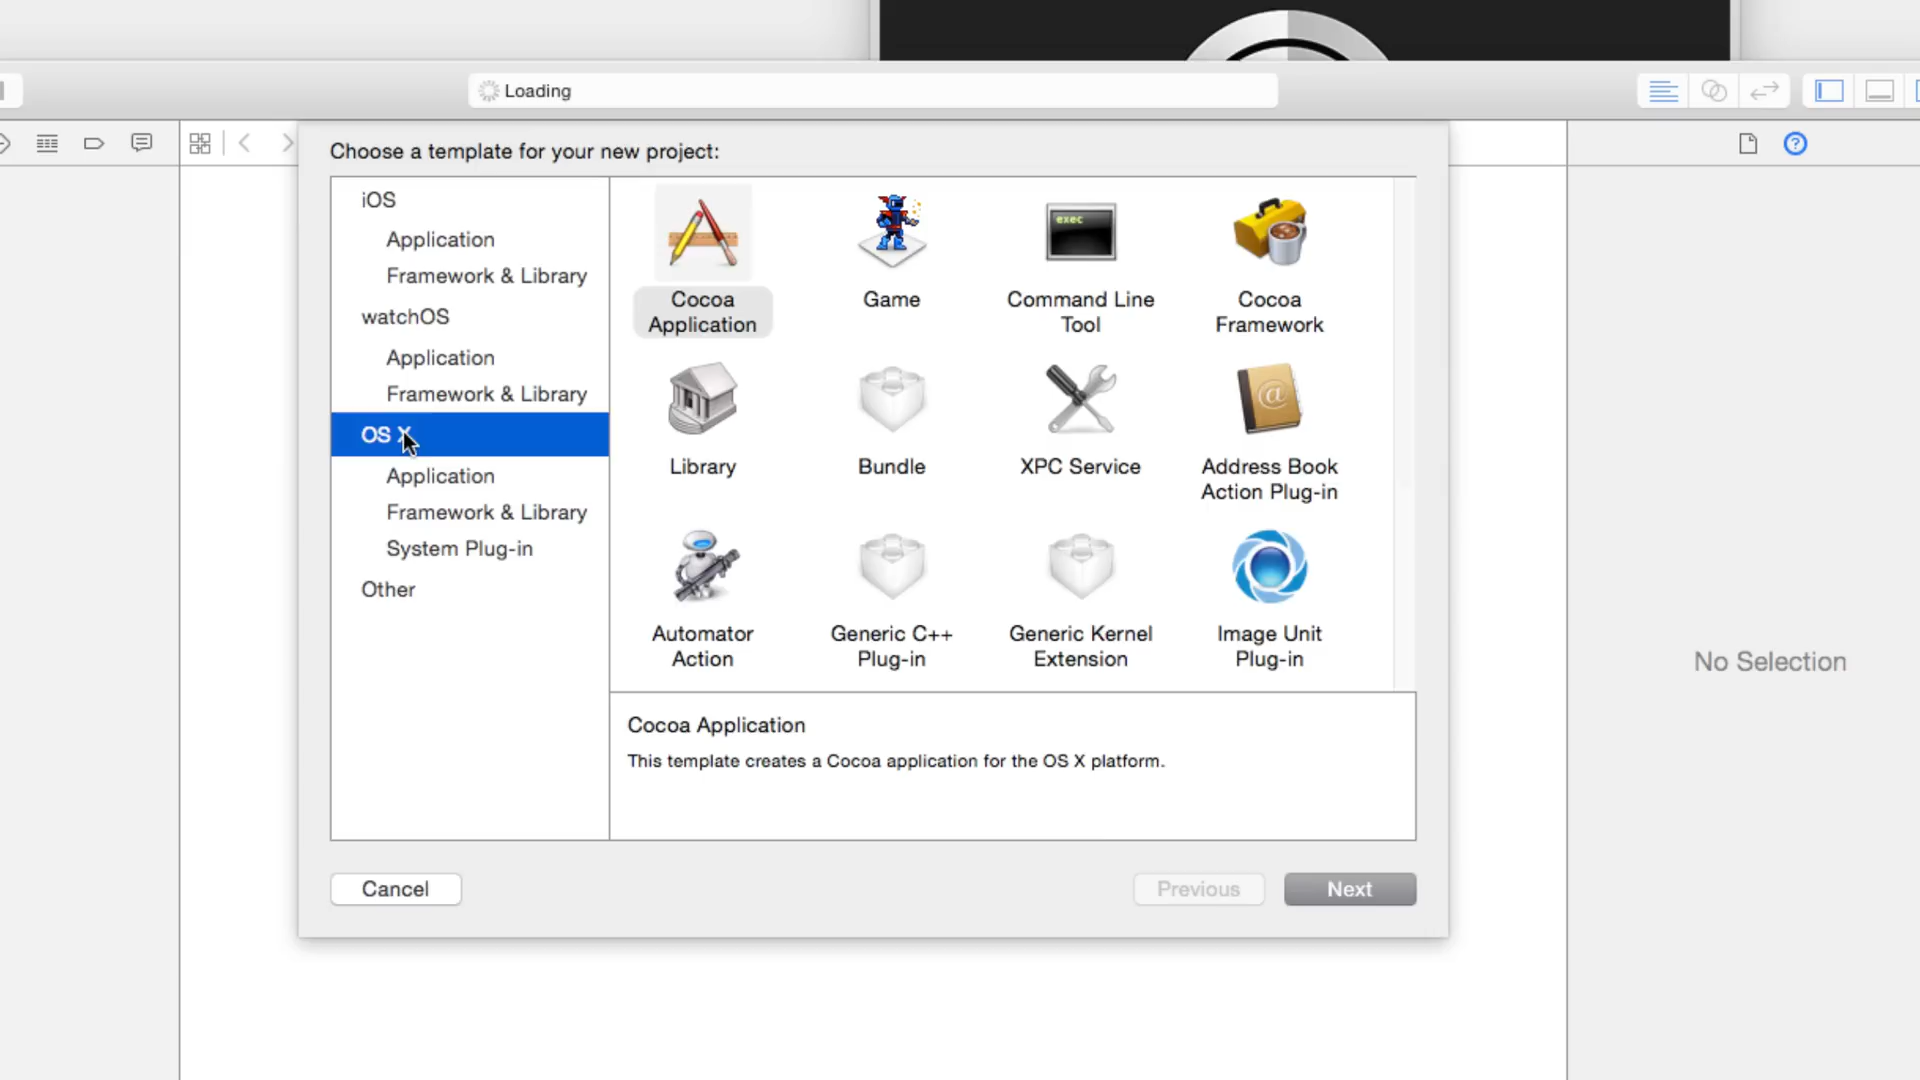 Loading
Choose a template for your new project:
iOS
Application
Framework & Library
watchOS
Application
Framework & Library
OS X
Application
Framework & Library
System Plug-in
Other
Cocoa
Application
Game
exec
Command Line
Tool
Cocoa
Framework
Library
Bundle
XPC Service
@
Address Book
Action Plug-in
Automator
Action
Generic C++
Plug-in
Generic Kernel
Extension
Image Unit
Plug-in
Cocoa Application
This template creates a Cocoa application for the OS X platform.
Cancel
Previous
Next
?
No Selection